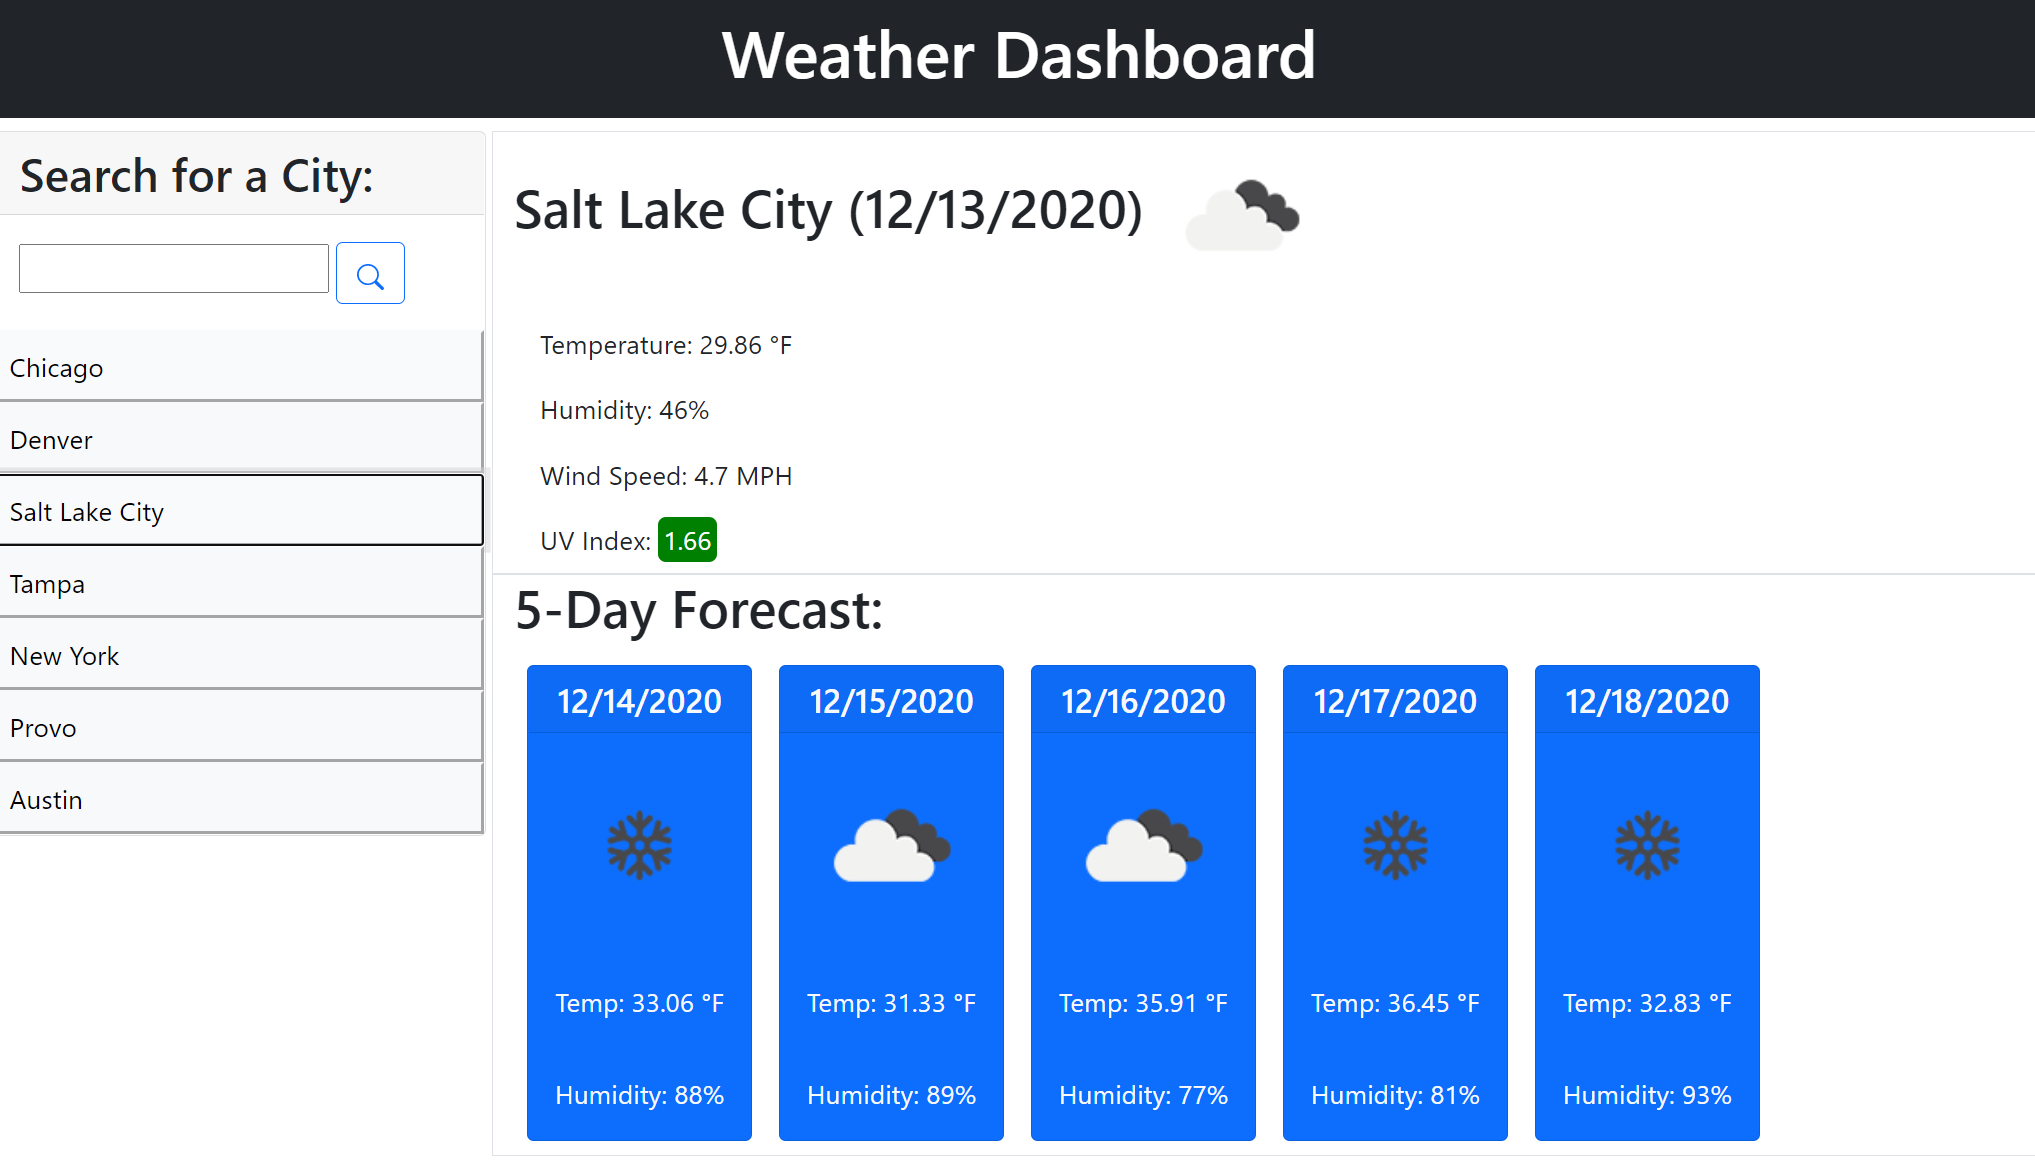 Weather Dashboard
Search for a City:
Chicago
Denver
Salt Lake City
Tampa
New York
Provo
Austin
Salt Lake City (12/13/2020)
Temperature: 29.86 °F
Humidity: 46%
Wind Speed: 4.7 MPH
UV Index: 1.66
5-Day Forecast:
12/14/2020
Temp: 33.06 °F
Humidity: 88%
12/15/2020
Temp: 31.33 °F
Humidity: 89%
12/16/2020
Temp: 35.91 °F
Humidity: 77%
12/17/2020
Temp: 36.45 °F
Humidity: 81%
12/18/2020
Temp: 32.83 °F
Humidity: 93%